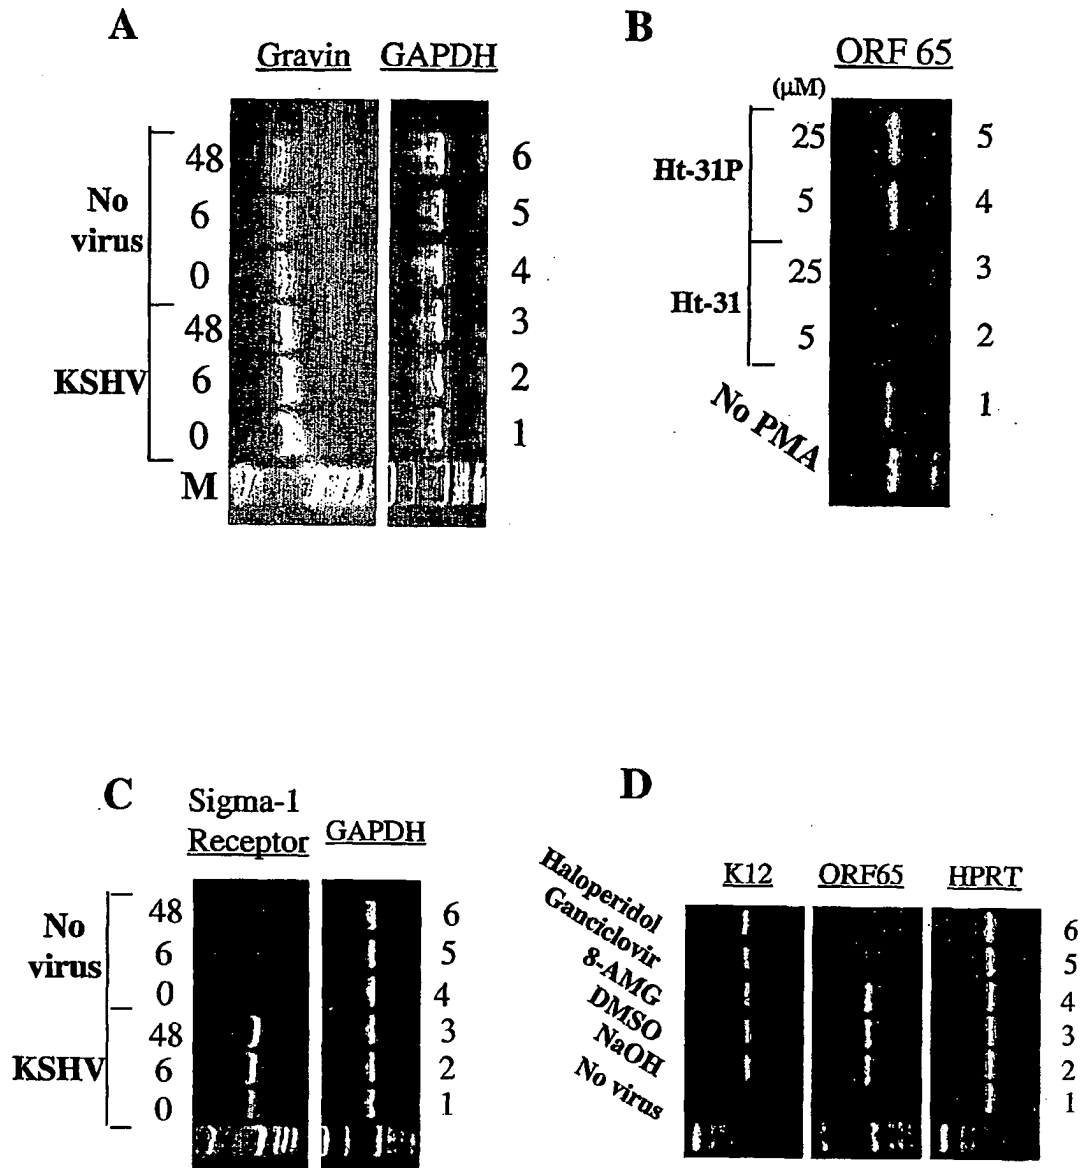 A
Gravin GAPDH
No virus
48 6
6 5
0 4
KSHV
48 3
6 2
0 1
M
B
ORF 65
(μM)
Ht-31P
25 5
5 4
Ht-31
25 3
5 2
No PMA 1
C
Sigma-1
Receptor GAPDH
No virus
48 6
6 5
0 4
KSHV
48 3
6 2
0 1
D
K12 ORF65 HPRT
Haloperidol 6
Ganciclovir 5
8-AMG 4
DMSO 3
NaOH 2
No virus 1